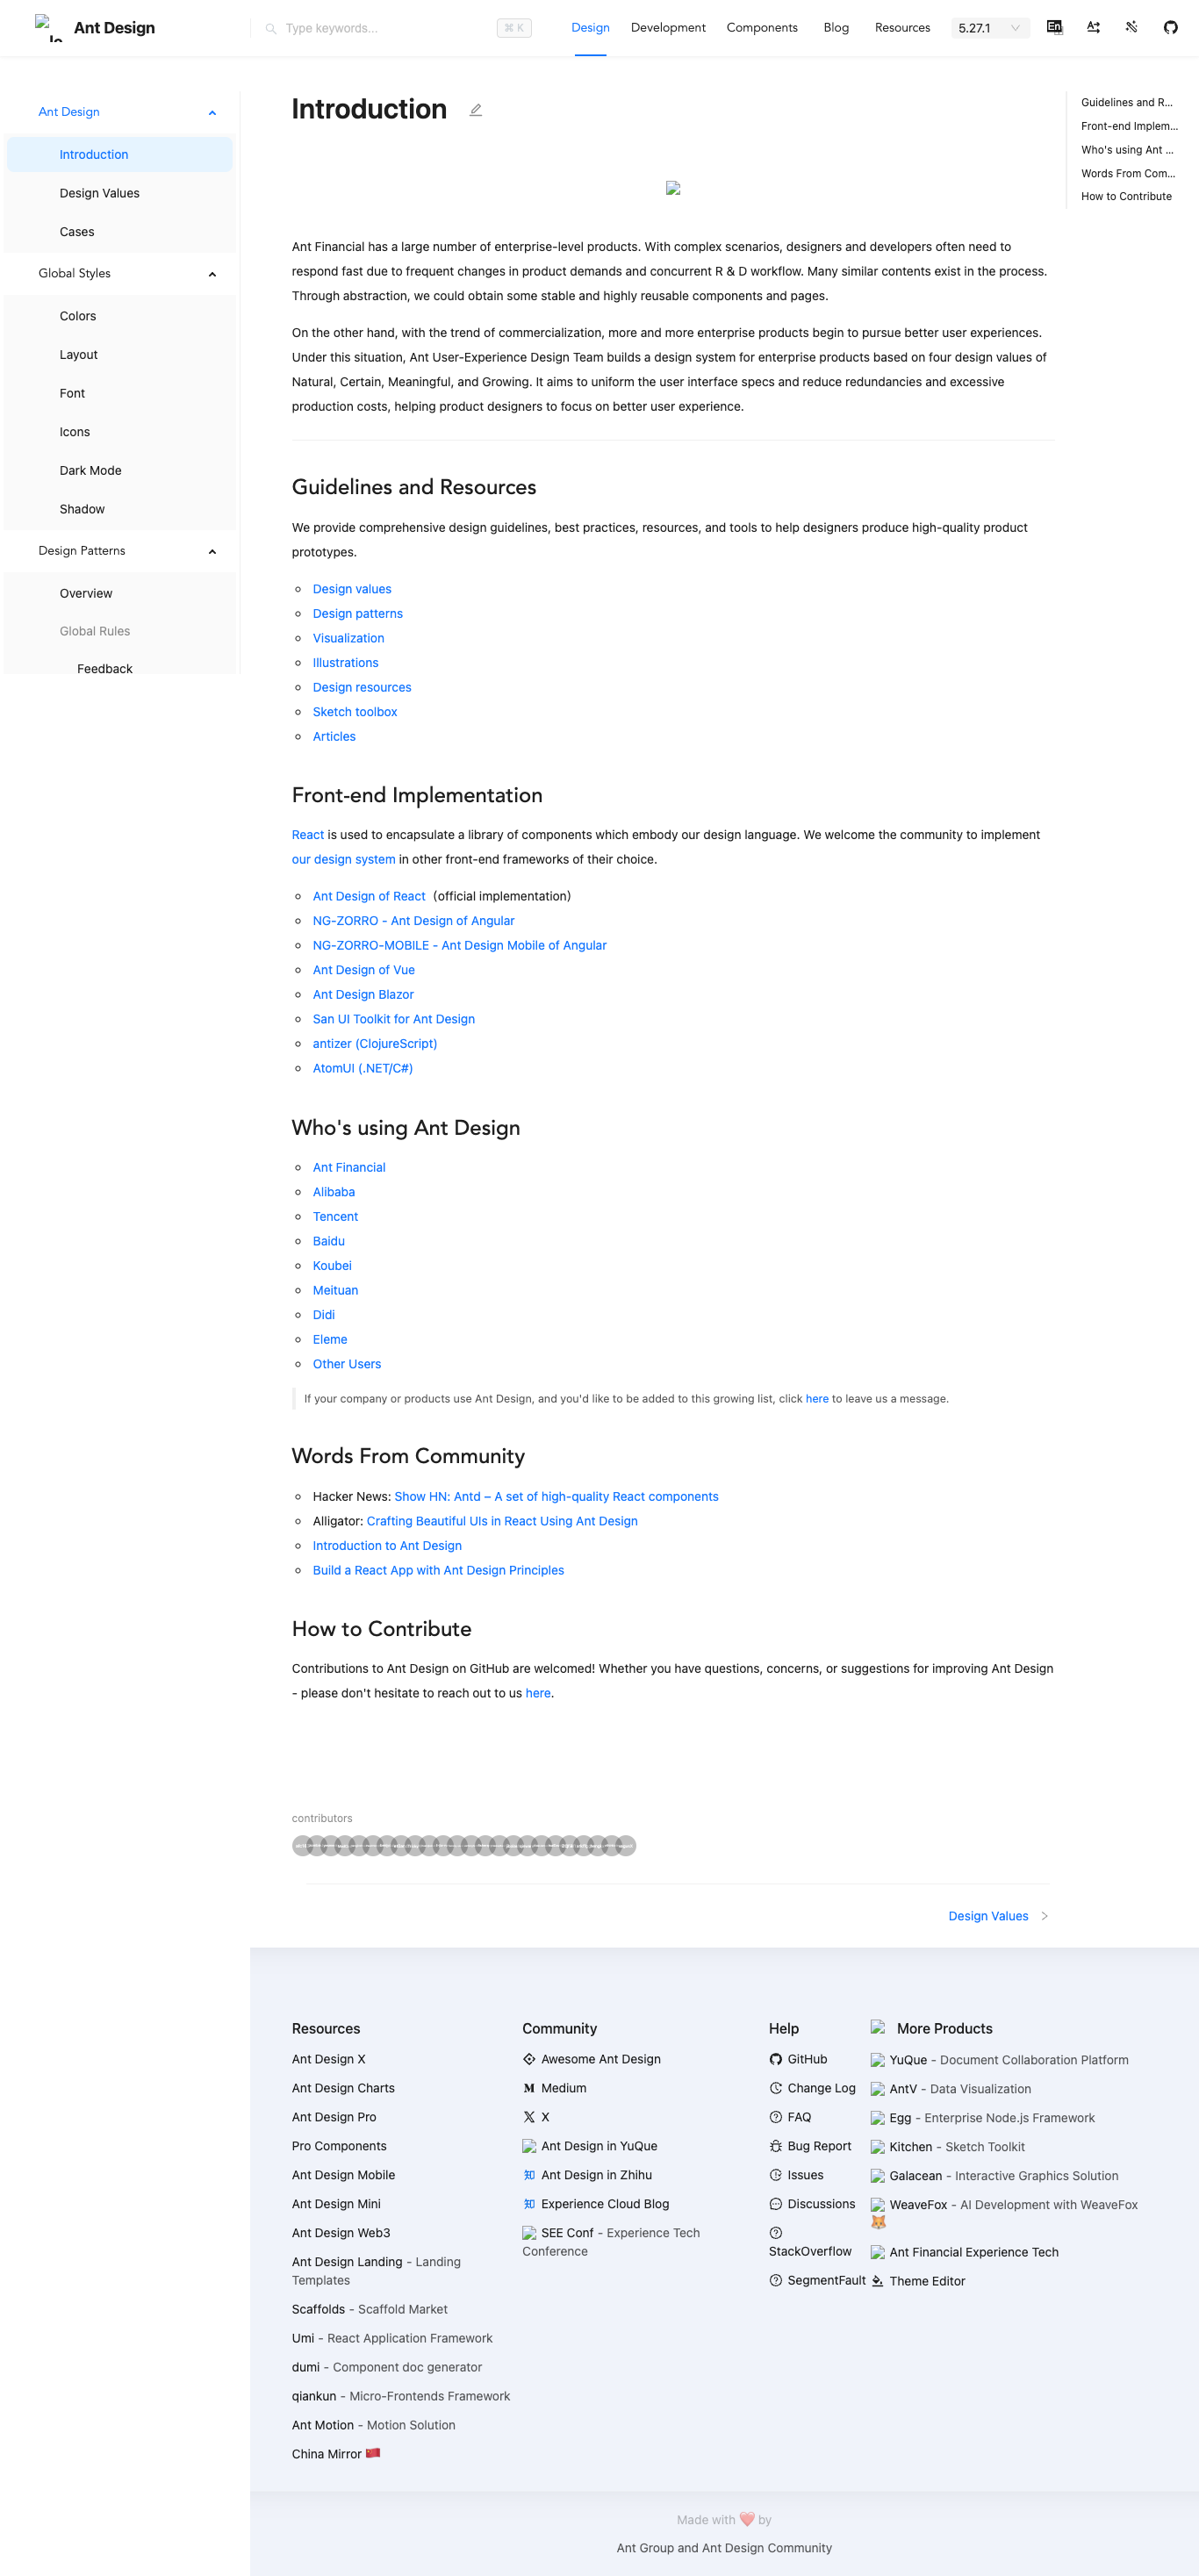 Ant Design
Type keywords...
⌘ K
Design
Development
Components
Blog
Resources
5.27.1
En
Ant Design
Introduction
Design Values
Cases
Global Styles
Colors
Layout
Font
Icons
Dark Mode
Shadow
Design Patterns
Overview
Global Rules
Feedback
Introduction
Ant Financial has a large number of enterprise-level products. With complex scenarios, designers and developers often need to
respond fast due to frequent changes in product demands and concurrent R & D workflow. Many similar contents exist in the process.
Through abstraction, we could obtain some stable and highly reusable components and pages.
On the other hand, with the trend of commercialization, more and more enterprise products begin to pursue better user experiences.
Under this situation, Ant User-Experience Design Team builds a design system for enterprise products based on four design values of
Natural, Certain, Meaningful, and Growing. It aims to uniform the user interface specs and reduce redundancies and excessive
production costs, helping product designers to focus on better user experience.
Guidelines and Resources
We provide comprehensive design guidelines, best practices, resources, and tools to help designers produce high-quality product
prototypes.
Design values
Design patterns
Visualization
Illustrations
Design resources
Sketch toolbox
Articles
Front-end Implementation
React is used to encapsulate a library of components which embody our design language. We welcome the community to implement
our design system in other front-end frameworks of their choice.
Ant Design of React（official implementation）
NG-ZORRO - Ant Design of Angular
NG-ZORRO-MOBILE - Ant Design Mobile of Angular
Ant Design of Vue
Ant Design Blazor
San UI Toolkit for Ant Design
antizer (ClojureScript)
AtomUI (.NET/C#)
Who's using Ant Design
Ant Financial
Alibaba
Tencent
Baidu
Koubei
Meituan
Didi
Eleme
Other Users
If your company or products use Ant Design, and you'd like to be added to this growing list, click here to leave us a message.
Words From Community
Hacker News: Show HN: Antd – A set of high-quality React components
Alligator: Crafting Beautiful UIs in React Using Ant Design
Introduction to Ant Design
Build a React App with Ant Design Principles
How to Contribute
Contributions to Ant Design on GitHub are welcomed! Whether you have questions, concerns, or suggestions for improving Ant Design
- please don't hesitate to reach out to us here.
contributors
Design Values
Guidelines and R...
Front-end Implem...
Who's using Ant ...
Words From Com...
How to Contribute
Resources
Ant Design X
Ant Design Charts
Ant Design Pro
Pro Components
Ant Design Mobile
Ant Design Mini
Ant Design Web3
Ant Design Landing - Landing
Templates
Scaffolds - Scaffold Market
Umi - React Application Framework
dumi - Component doc generator
qiankun - Micro-Frontends Framework
Ant Motion - Motion Solution
China Mirror 🇨🇳
Community
Awesome Ant Design
Medium
X
Ant Design in YuQue
知 Ant Design in Zhihu
知 Experience Cloud Blog
SEE Conf - Experience Tech
Conference
Help
GitHub
Change Log
FAQ
Bug Report
Issues
Discussions
StackOverflow
SegmentFault
More Products
YuQue - Document Collaboration Platform
AntV - Data Visualization
Egg - Enterprise Node.js Framework
Kitchen - Sketch Toolkit
Galacean - Interactive Graphics Solution
WeaveFox - AI Development with WeaveFox
🦊
Ant Financial Experience Tech
Theme Editor
Made with ❤ by
Ant Group and Ant Design Community